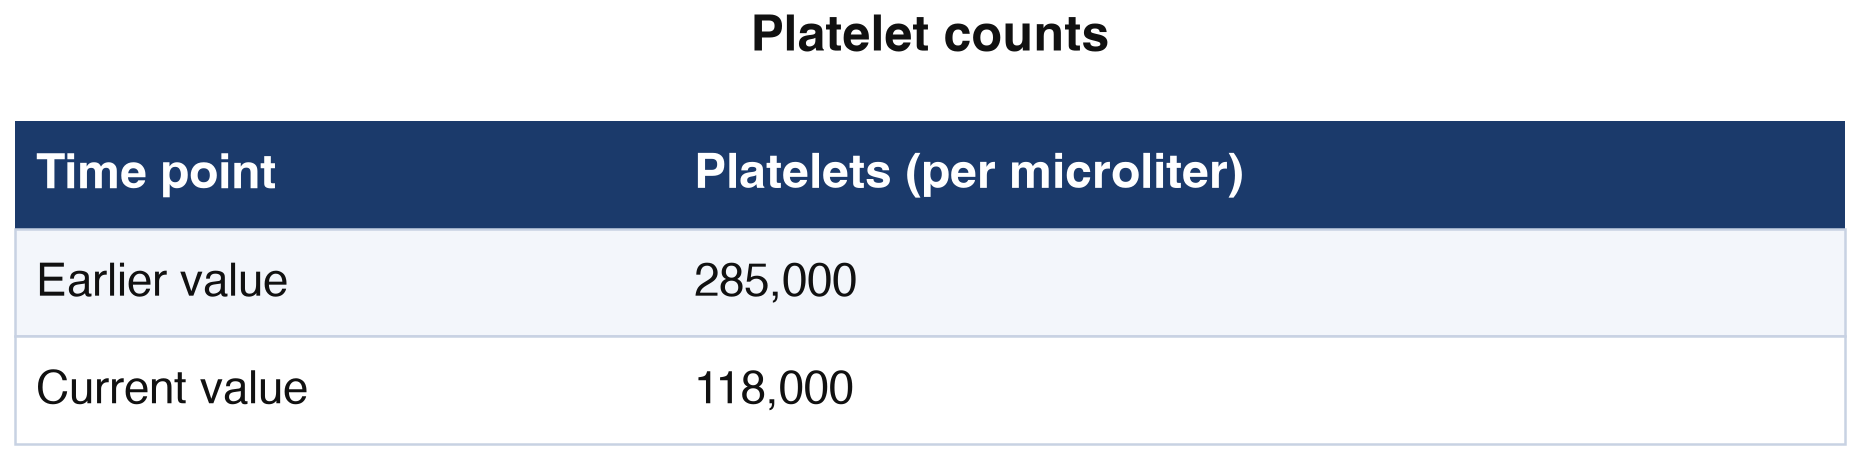 Platelet counts
Time point Platelets (per microliter)
Earlier value 285,000
Current value 118,000